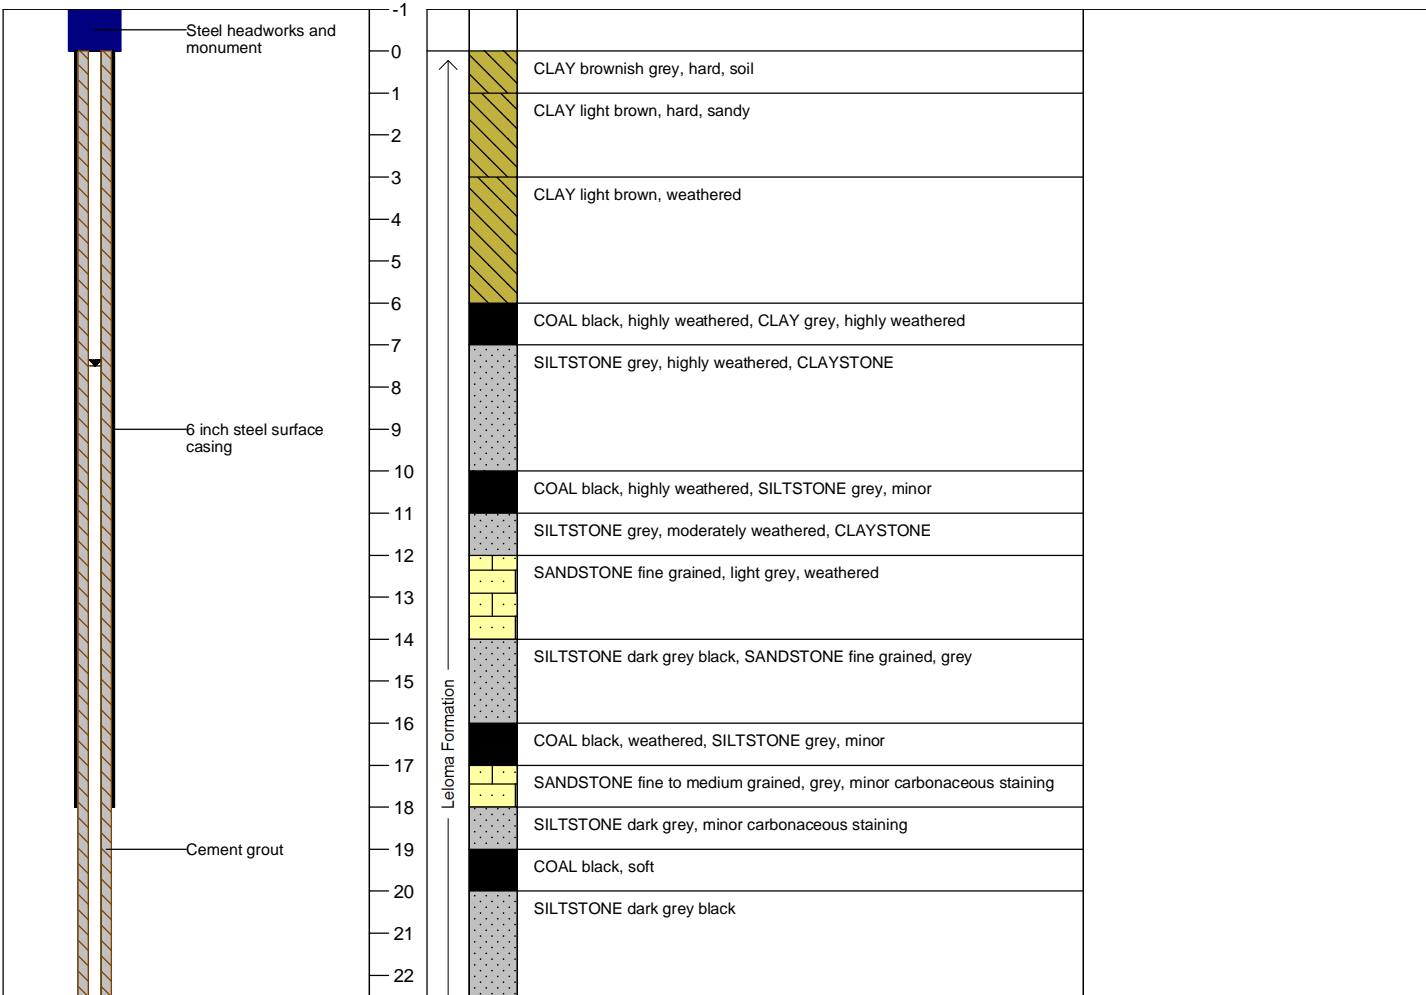 -1
Steel headworks and
monument
0
CLAY brownish grey, hard, soil
1
CLAY light brown, hard, sandy
2
3
CLAY light brown, weathered
4
5
6
COAL black, highly weathered, CLAY grey, highly weathered
7
SILTSTONE grey, highly weathered, CLAYSTONE
8
9
6 inch steel surface
casing
10
COAL black, highly weathered, SILTSTONE grey, minor
11
SILTSTONE grey, moderately weathered, CLAYSTONE
12
SANDSTONE fine grained, light grey, weathered
13
14
SILTSTONE dark grey black, SANDSTONE fine grained, grey
15
Leloma Formation
16
COAL black, weathered, SILTSTONE grey, minor
17
SANDSTONE fine to medium grained, grey, minor carbonaceous staining
18
SILTSTONE dark grey, minor carbonaceous staining
19
Cement grout
COAL black, soft
20
SILTSTONE dark grey black
21
22